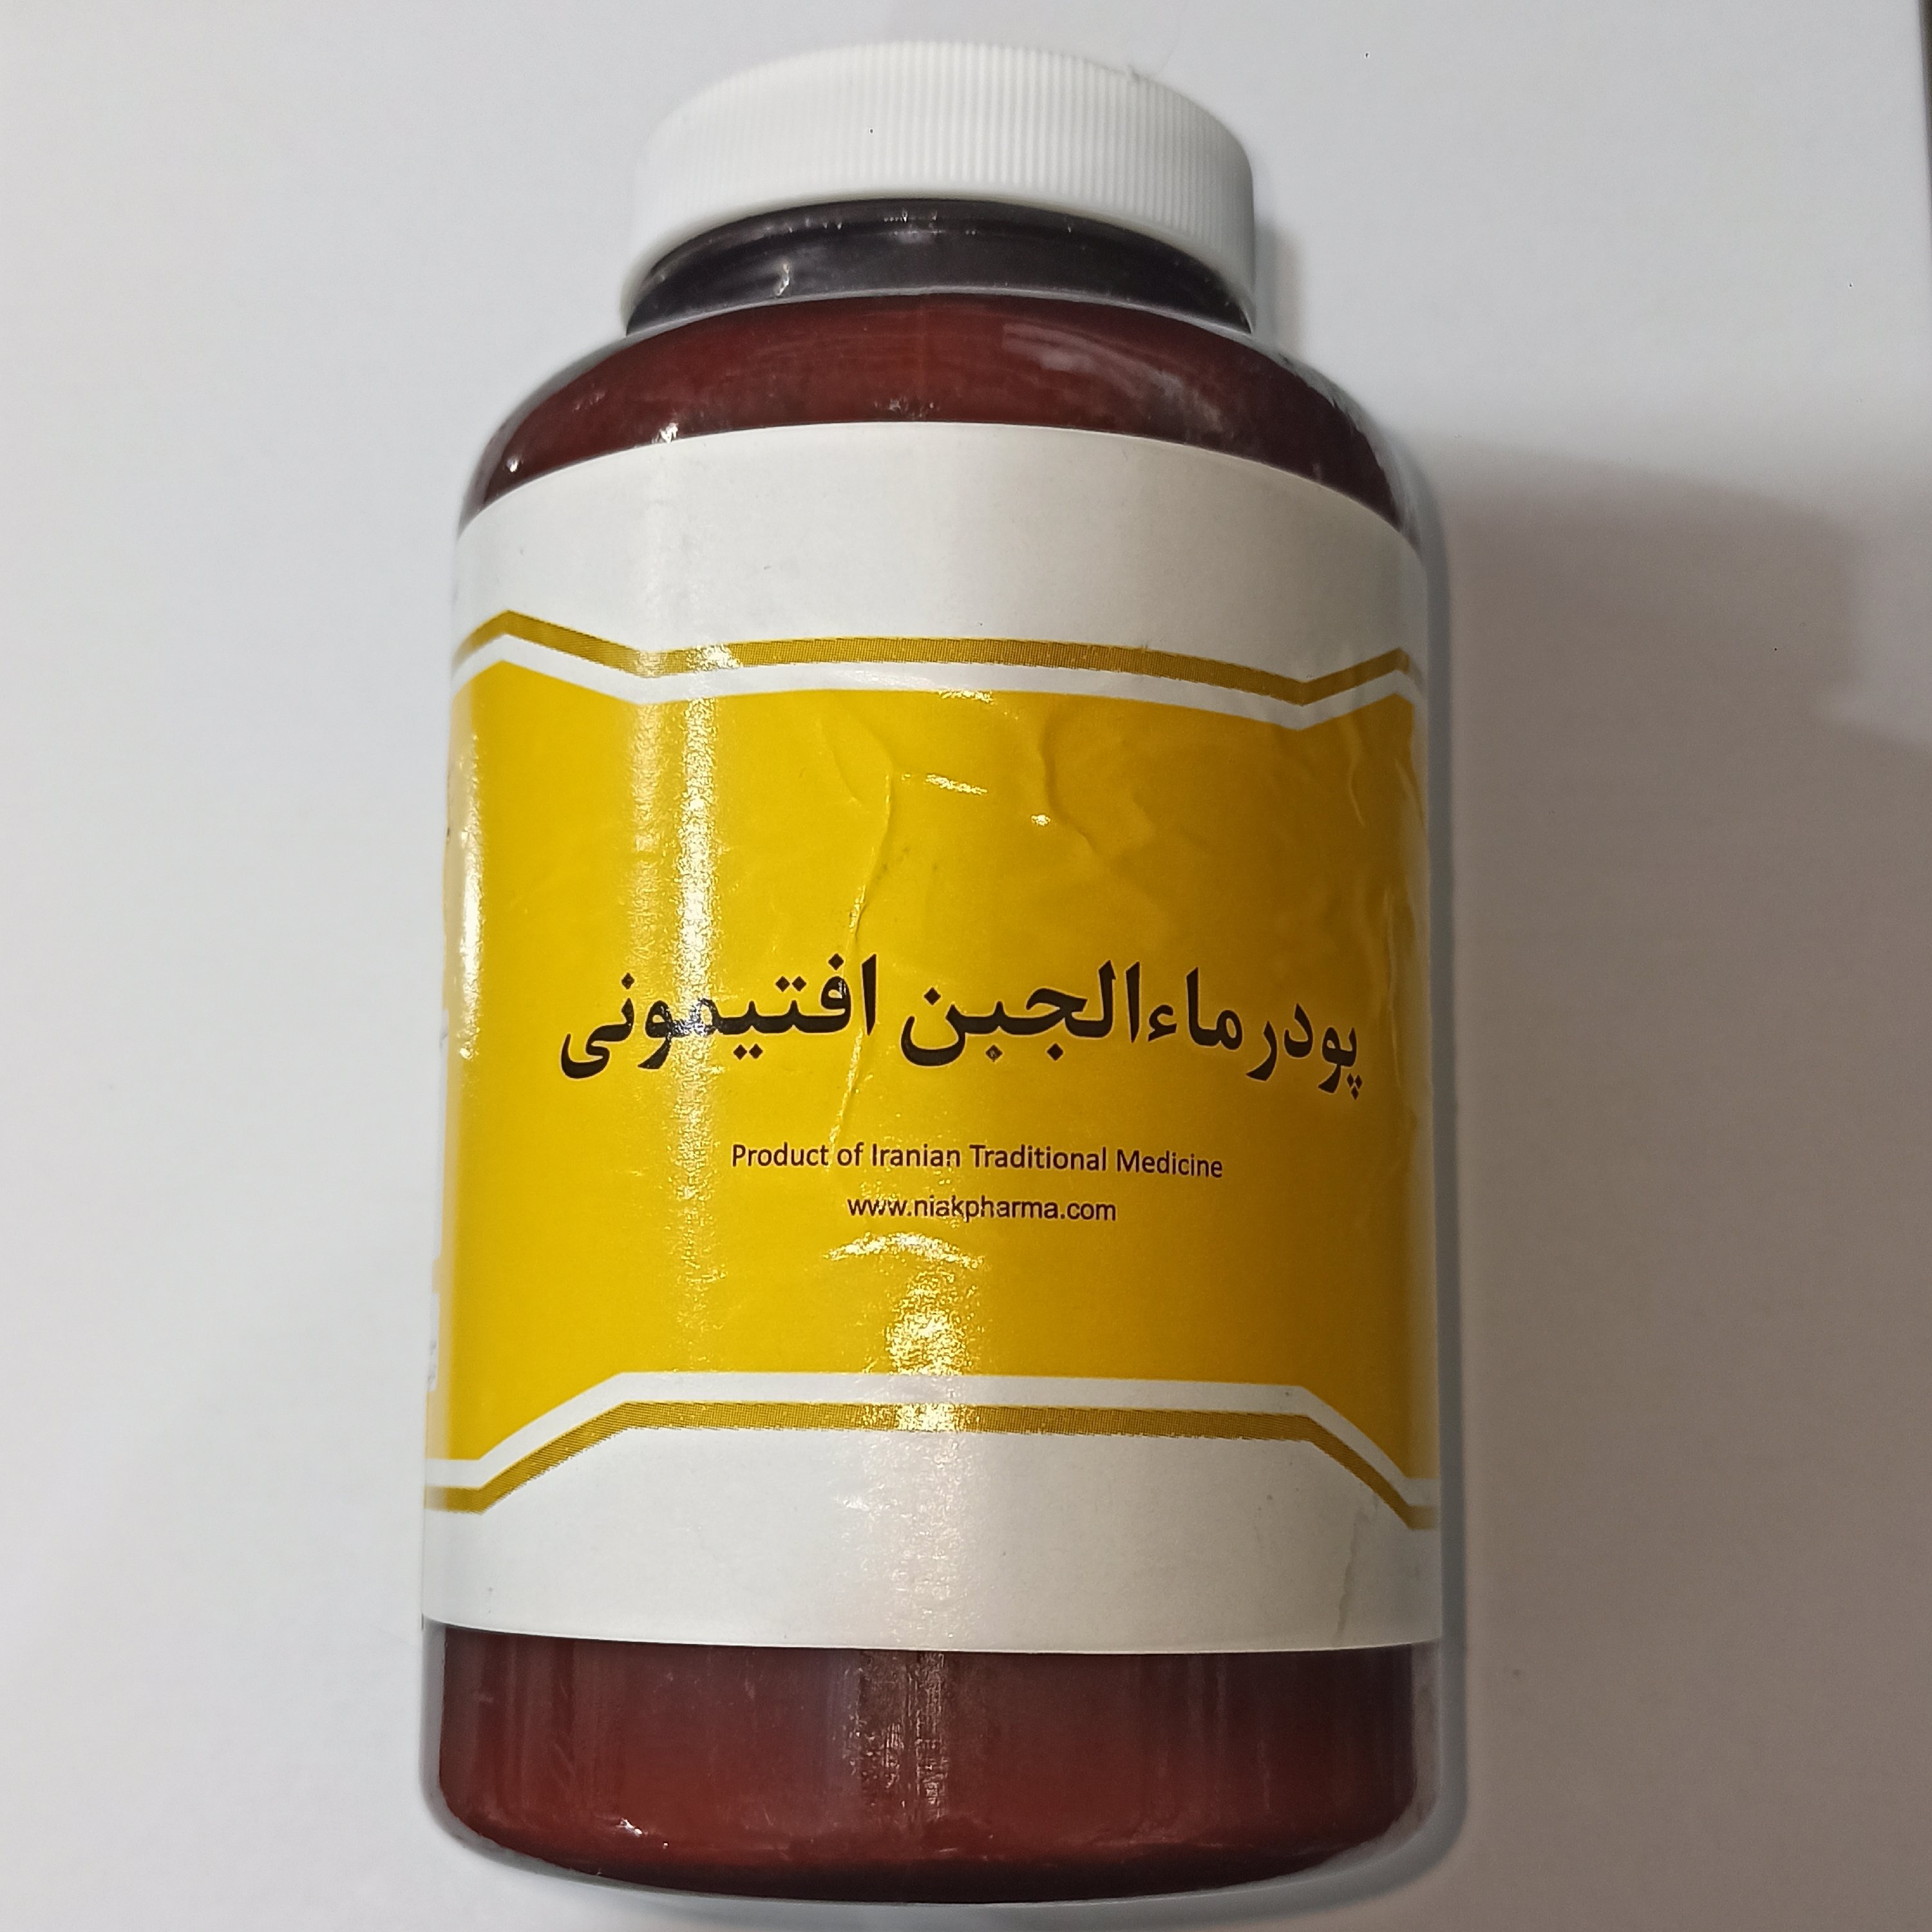 پودر ماءالجبن افتیمونی
Product of Iranian Traditional Medicine
www.niakpharma.com